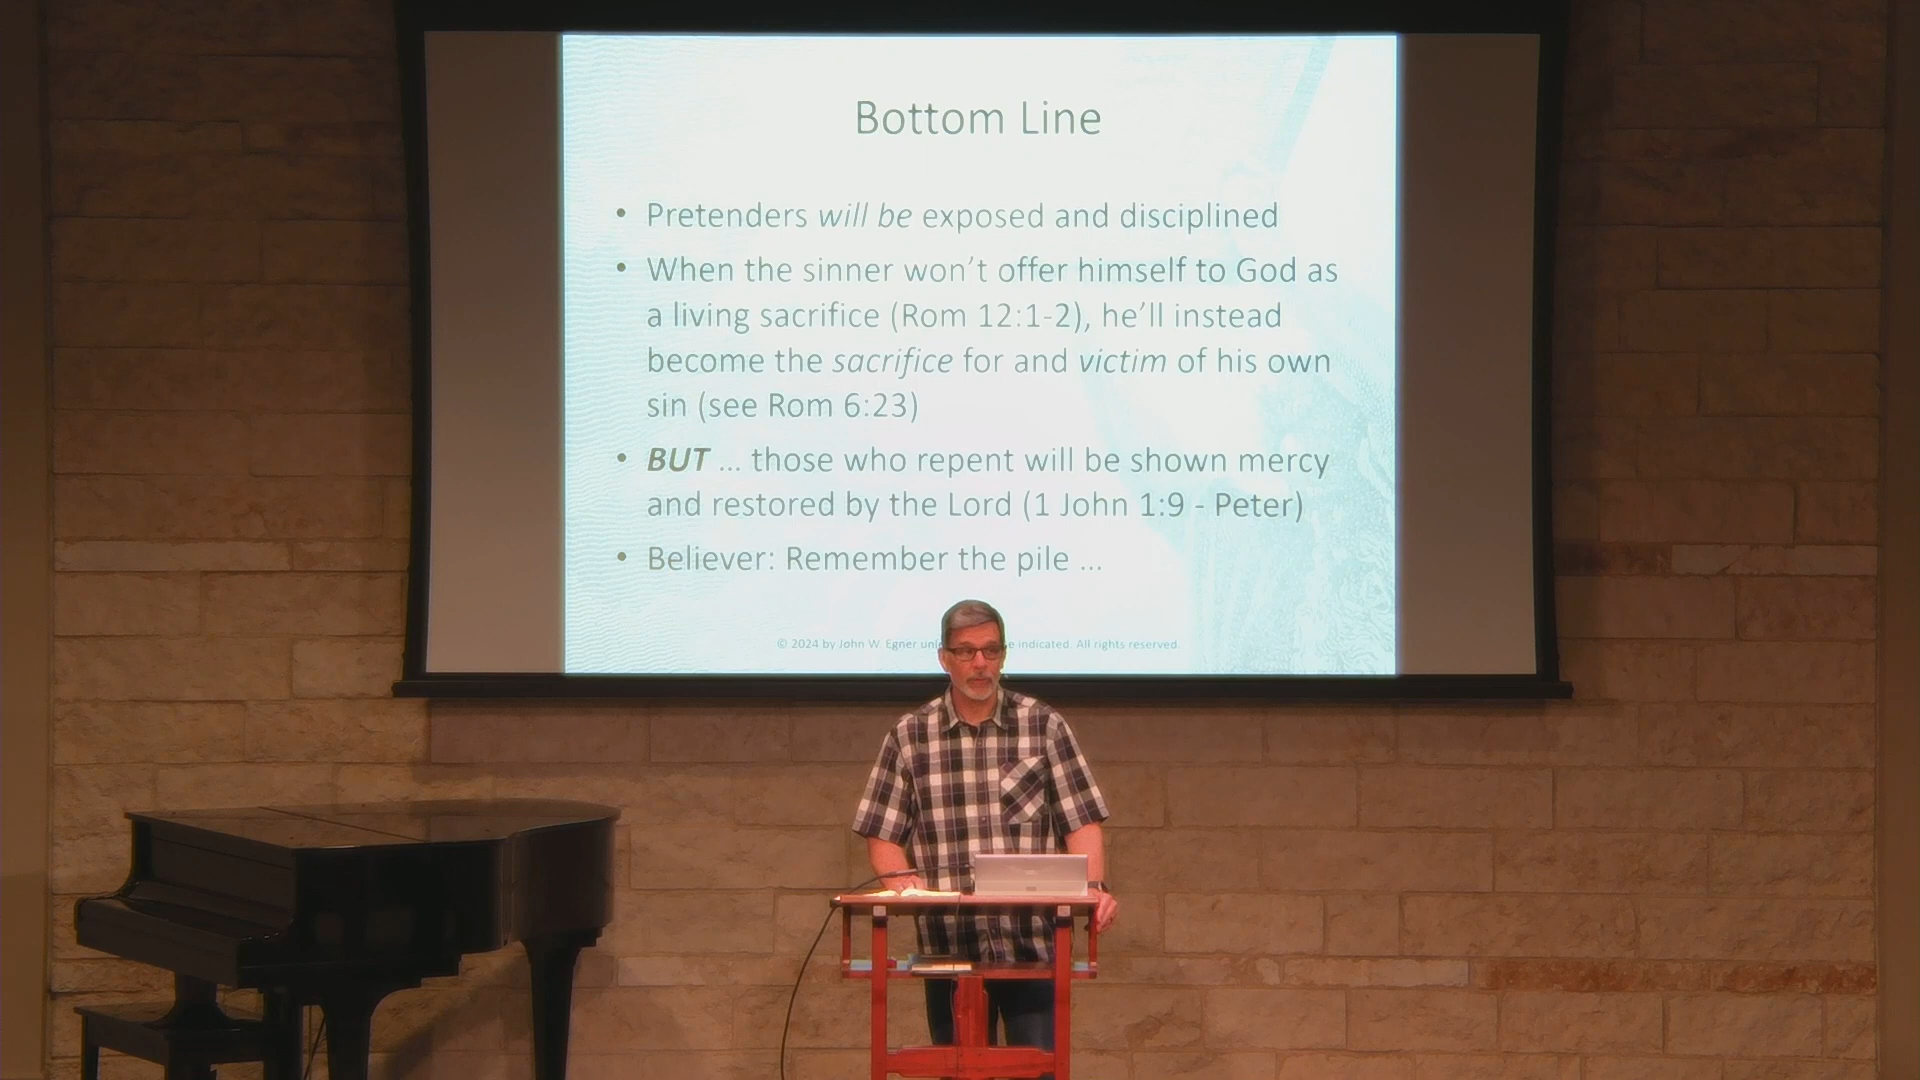 Bottom Line
• Pretenders will be exposed and disciplined
• When the sinner won't offer himself to God as
a living sacrifice (Rom 12:1-2), he'll instead
become the sacrifice for and victim of his own
sin (see Rom 6:23)
• BUT ... those who repent will be shown mercy
and restored by the Lord (1 John 1:9 - Peter)
• Believer: Remember the pile ...
© 2024 by John W. Egner indicated. All rights reserved.